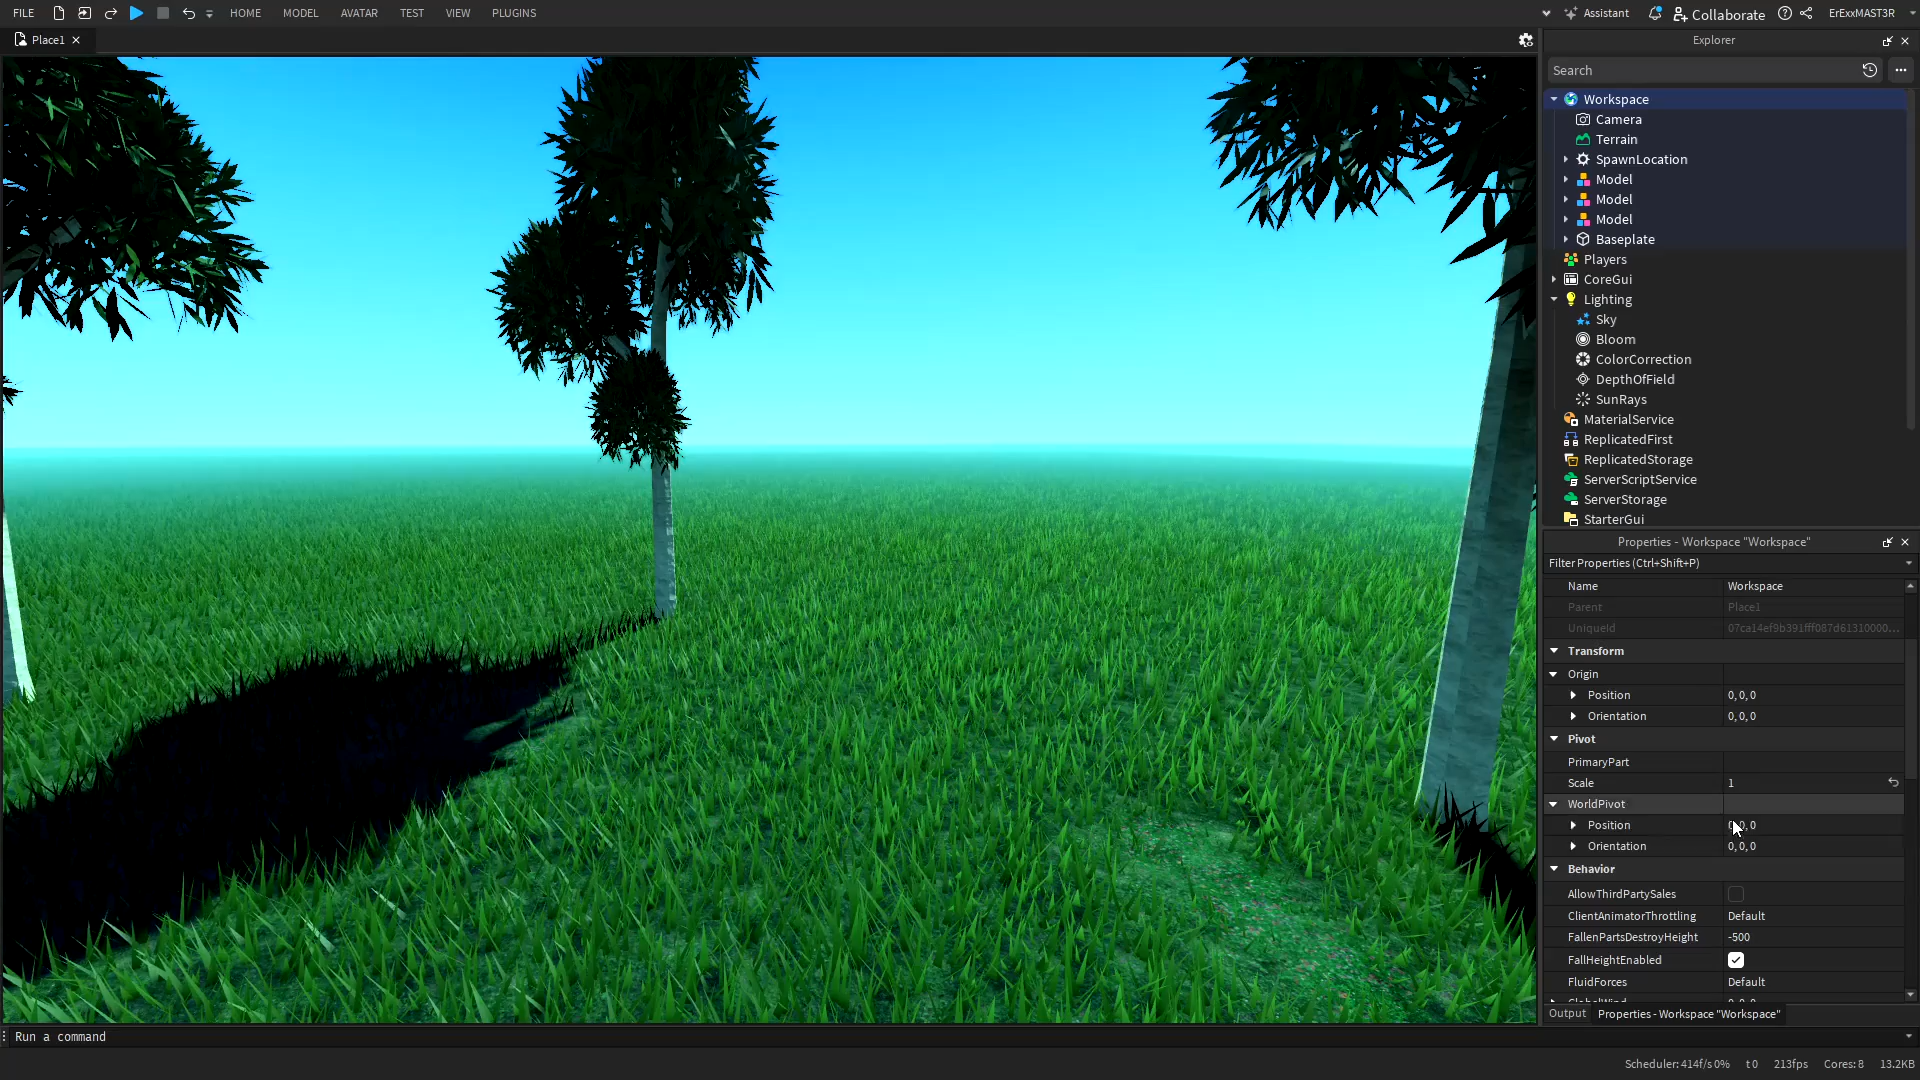 FILE HOME MODEL AVATAR TEST VIEW PLUGINS Assistant Collaborate ErExxMAST3R
Place1
Explorer
Search
Workspace
Camera
Terrain
SpawnLocation
Model
Model
Model
Baseplate
Players
CoreGui
Lighting
Sky
Bloom
ColorCorrection
DepthOfField
SunRays
MaterialService
ReplicatedFirst
ReplicatedStorage
ServerScriptService
ServerStorage
StarterGui
Properties - Workspace "Workspace"
Filter Properties (Ctrl+Shift+P)
Name Workspace
Parent Place1
UniqueId 07ca14ef9b391fff087d61310000...
Transform
Origin
Position 0, 0, 0
Orientation 0, 0, 0
Pivot
PrimaryPart
Scale 1
WorldPivot
Position 0, 0, 0
Orientation 0, 0, 0
Behavior
AllowThirdPartySales
ClientAnimatorThrottling Default
FallenPartsDestroyHeight -500
FallHeightEnabled
FluidForces Default
Output Properties - Workspace "Workspace"
Run a command
Scheduler: 414f/s 0% t 0 213fps Cores: 8 13.2KB